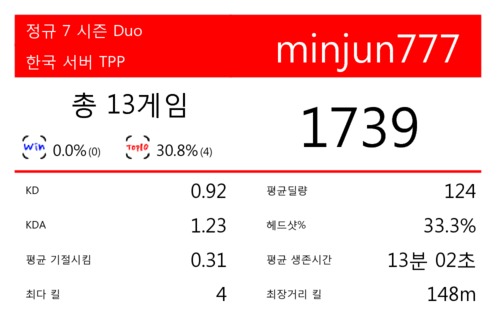 정규 7 시즌 Duo
한국 서버 TPP
minjun777
총 13게임
Win 0.0%(0) TOP10 30.8%(4)
1739
KD 0.92 평균딜량 124
KDA 1.23 헤드샷% 33.3%
평균 기절시킴 0.31 평균 생존시간 13분 02초
최다 킬 4 최장거리 킬 148m